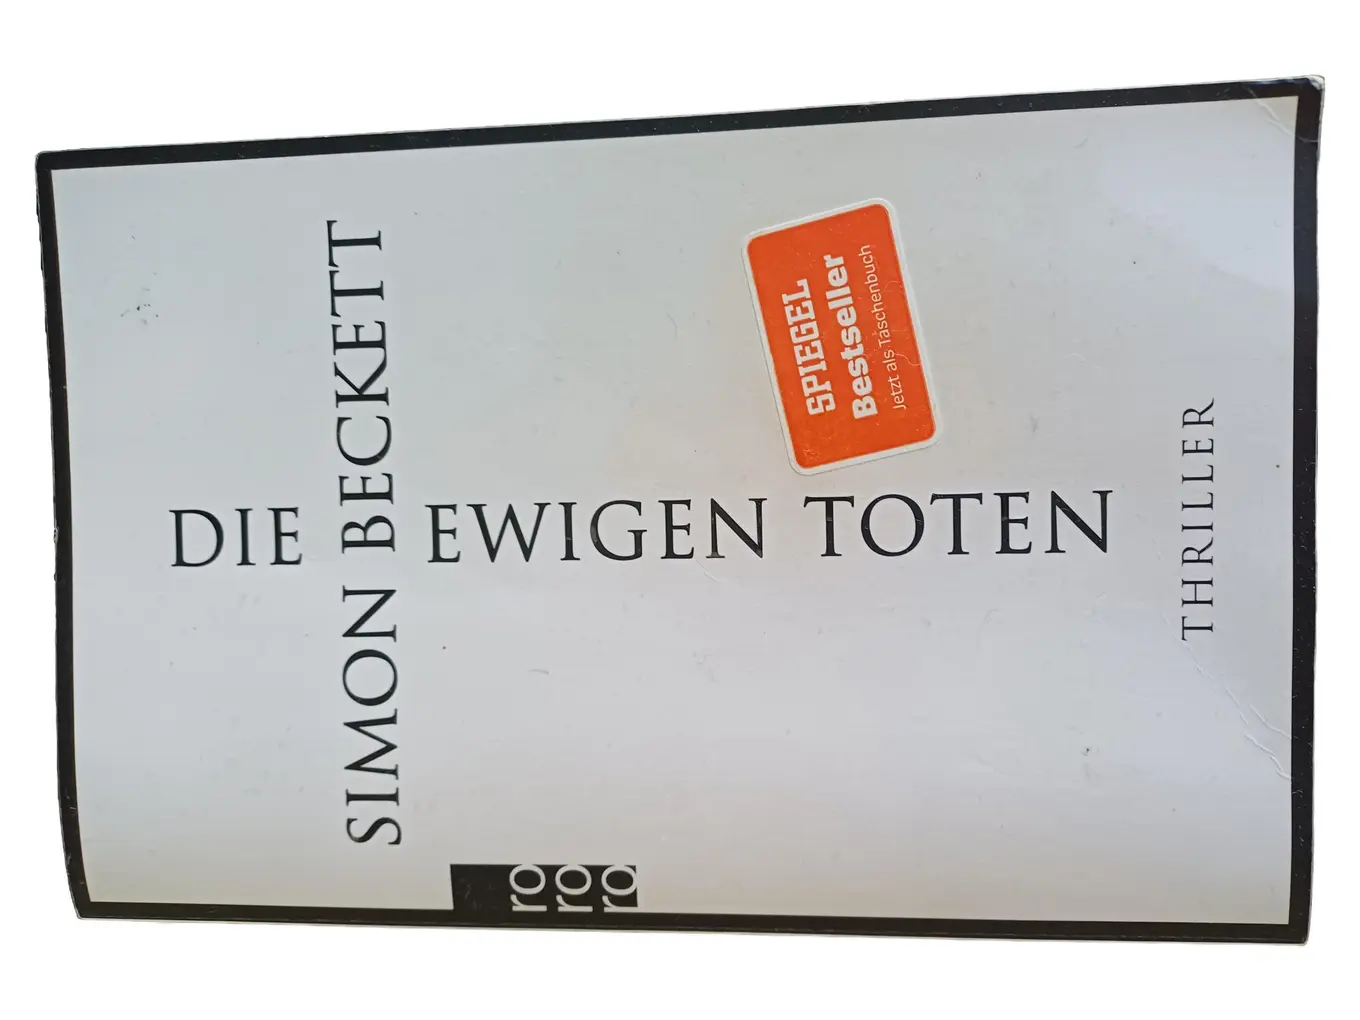 SIMON BECKETT
DIE EWIGEN TOTEN
SPIEGEL
Bestseller
Jetzt als Taschenbuch
THRILLER
ro
ro
ro